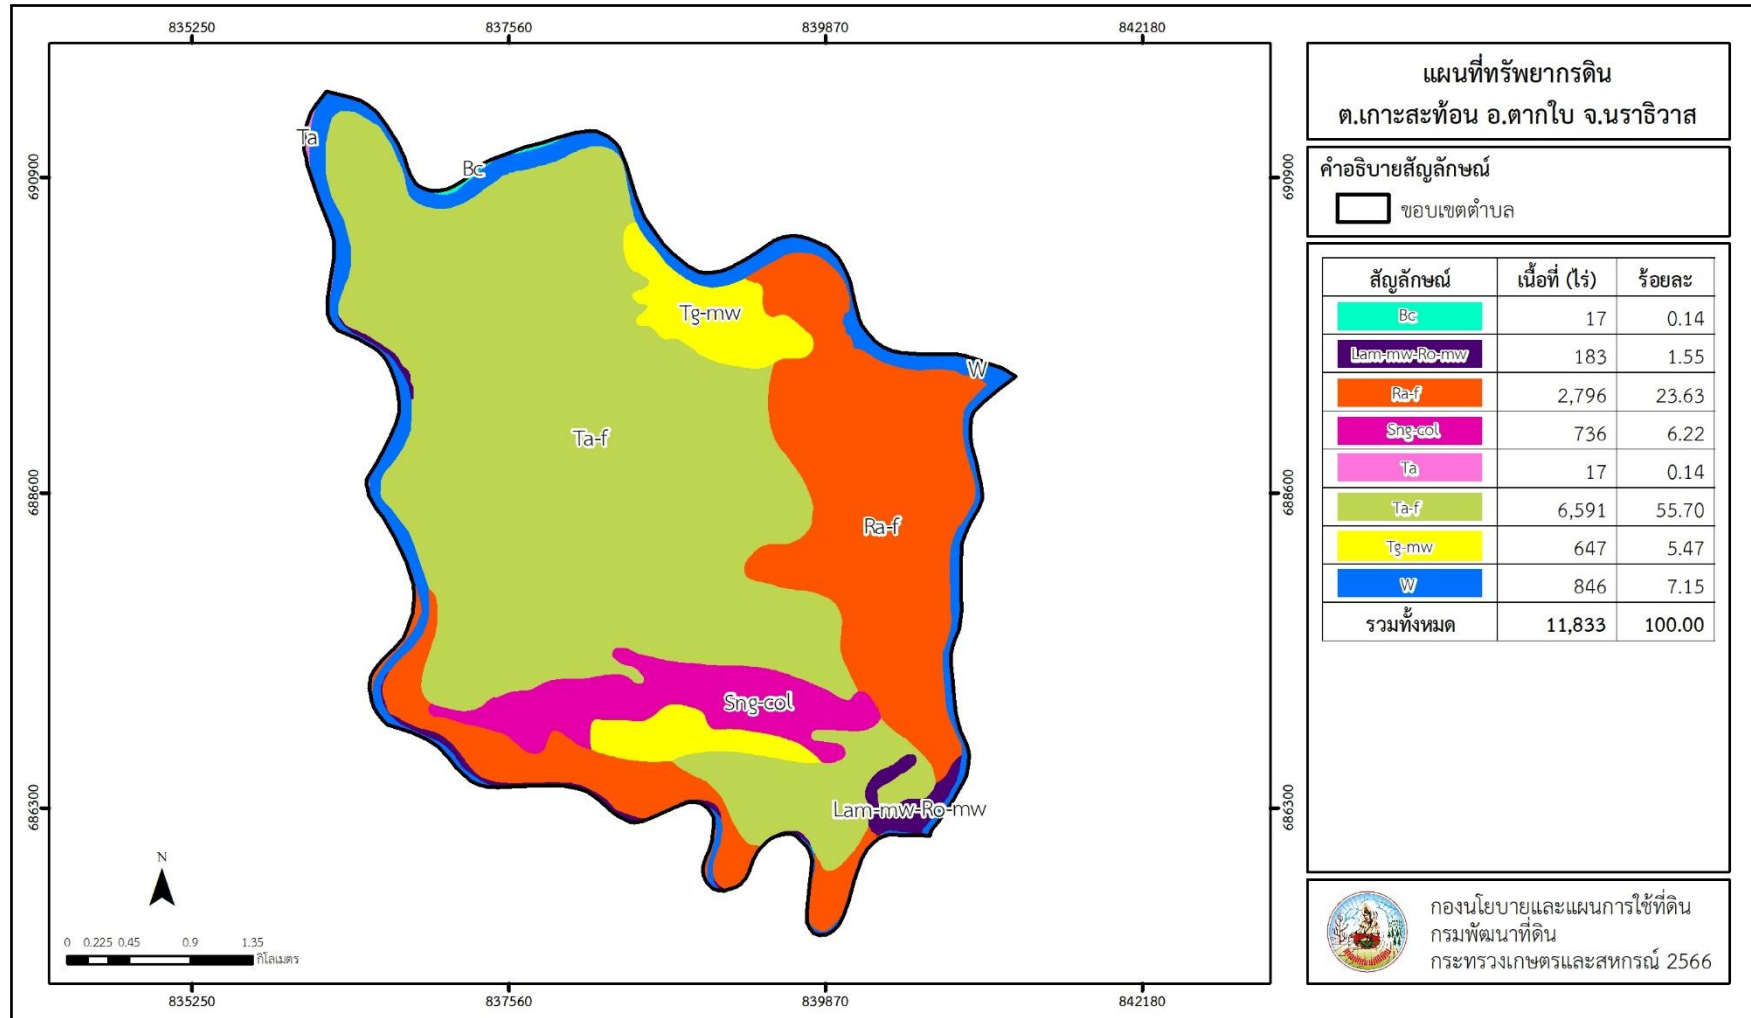 835250 837560 839870 842180
แผนที่ทรัพยากรดิน
ต.เกาะสะท้อน อ.ตากใบ จ.นราธิวาส
คำอธิบายสัญลักษณ์
ขอบเขตตำบล
สัญลักษณ์ เนื้อที่ (ไร่) ร้อยละ
Bc 17 0.14
Lam-mw-Ro-mw 183 1.55
Ra-f 2,796 23.63
Sng-col 736 6.22
Ta 17 0.14
Ta-f 6,591 55.70
Tg-mw 647 5.47
W 846 7.15
รวมทั้งหมด 11,833 100.00
Ta
Bc
690900 690900
Tg-mw
W
Ta-f
688600 688600
Ra-f
Sng-col
686300 686300
Lam-mw-Ro-mw
N
0 0.225 0.45 0.9 1.35
กิโลเมตร
835250 837560 839870 842180
กองนโยบายและแผนการใช้ที่ดิน
กรมพัฒนาที่ดิน
กระทรวงเกษตรและสหกรณ์ 2566